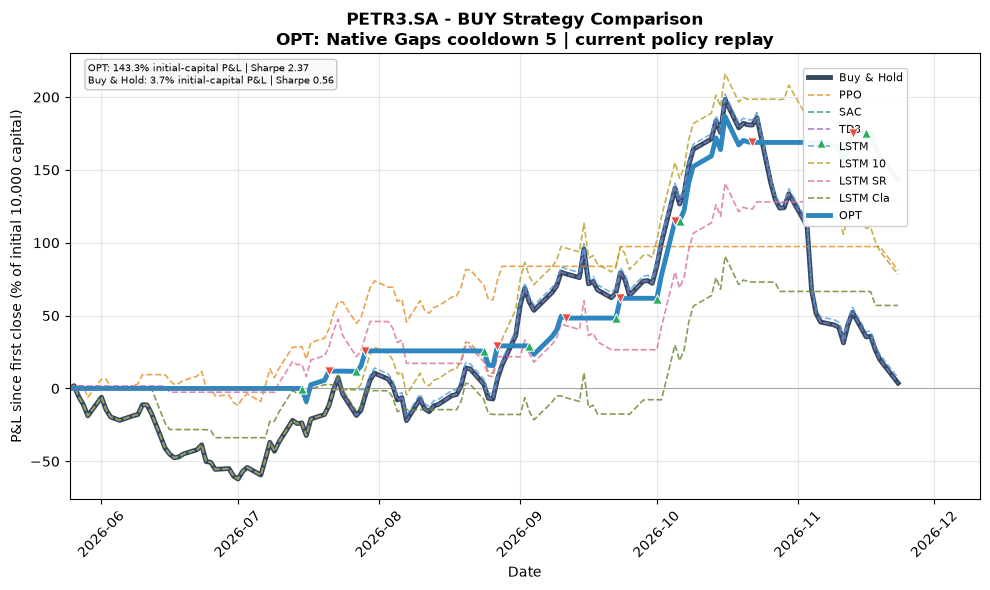 PETR3.SA - BUY Strategy Comparison
OPT: Native Gaps cooldown 5 | current policy replay
OPT: 143.3% initial-capital P&L | Sharpe 2.37
Buy & Hold: 3.7% initial-capital P&L | Sharpe 0.56
Buy & Hold
PPO
SAC
TD3
LSTM
LSTM 10
LSTM SR
LSTM Cla
OPT
P&L since first close (% of initial 10,000 capital)
200
150
100
50
0
−50
2026-06
2026-07
2026-08
2026-09
2026-10
2026-11
2026-12
Date